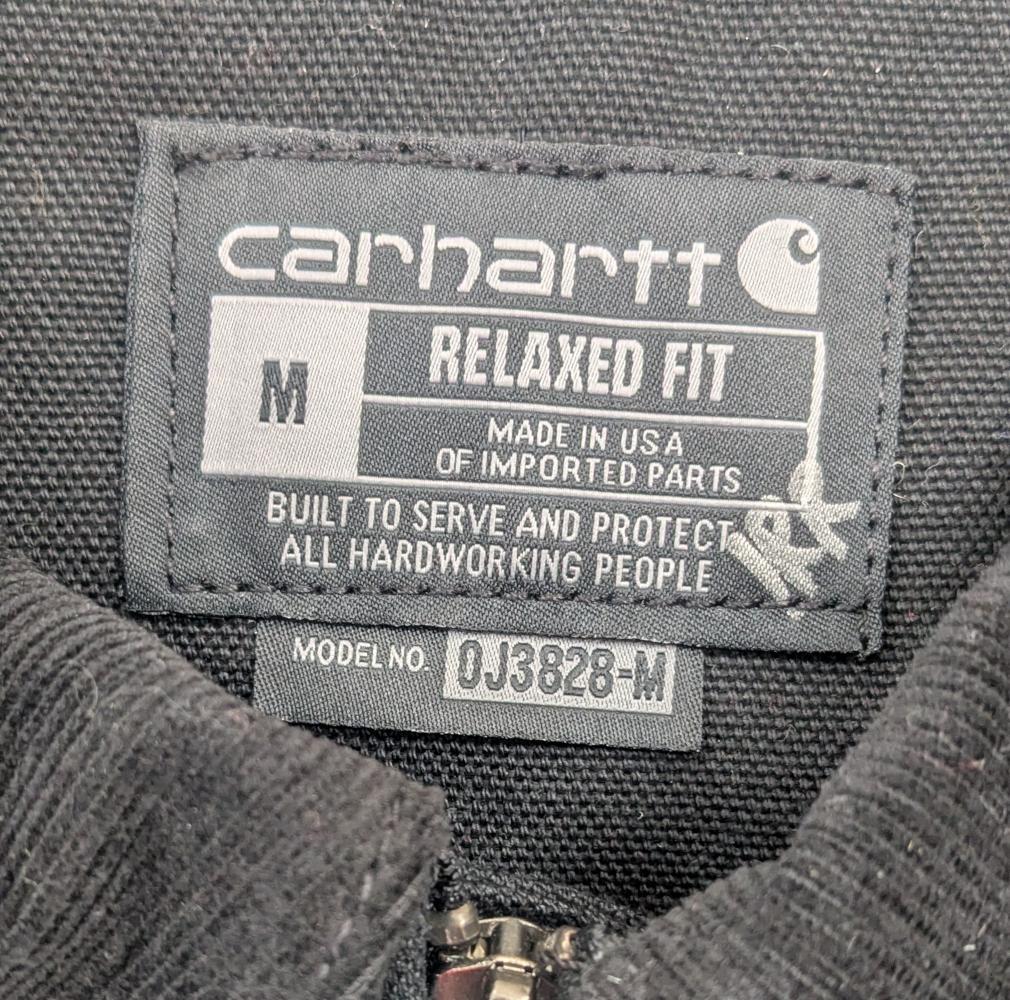 carhartt
M
RELAXED FIT
MADE IN USA
OF IMPORTED PARTS
BUILT TO SERVE AND PROTECT
ALL HARDWORKING PEOPLE
MODEL NO. OJ3828-M